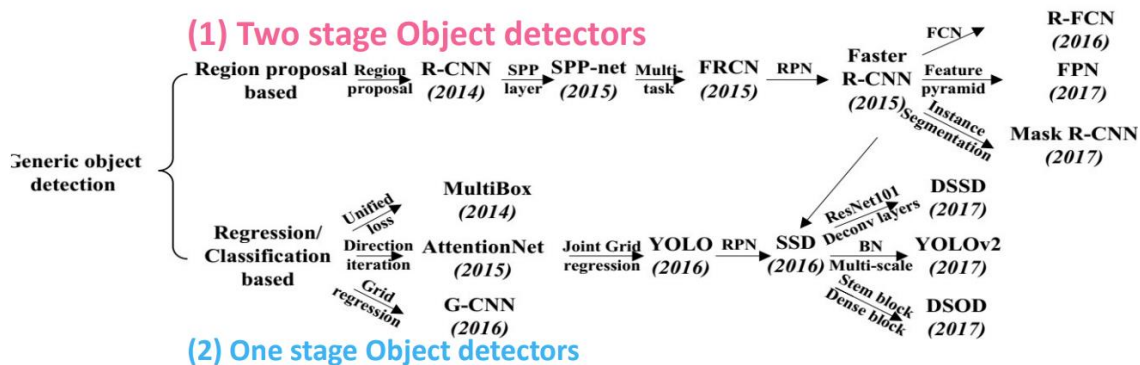 (1) Two stage Object detectors
Region proposal
based
Region
proposal
R-CNN
(2014)
SPP
layer
SPP-net
(2015)
Multi-
task
FRCN
(2015)
RPN
Faster
R-CNN
(2015)
FCN
R-FCN
(2016)
Feature
pyramid
FPN
(2017)
Instance
Segmentation
Mask R-CNN
(2017)
Generic object
detection
Regression/
Classification
based
Unified
loss
MultiBox
(2014)
Direction
iteration
AttentionNet
(2015)
Grid
regression
G-CNN
(2016)
Joint Grid
regression
YOLO
(2016)
RPN
SSD
(2016)
ResNet101
Deconv layers
DSSD
(2017)
BN
Multi-scale
YOLOv2
(2017)
Stem block
Dense block
DSOD
(2017)
(2) One stage Object detectors